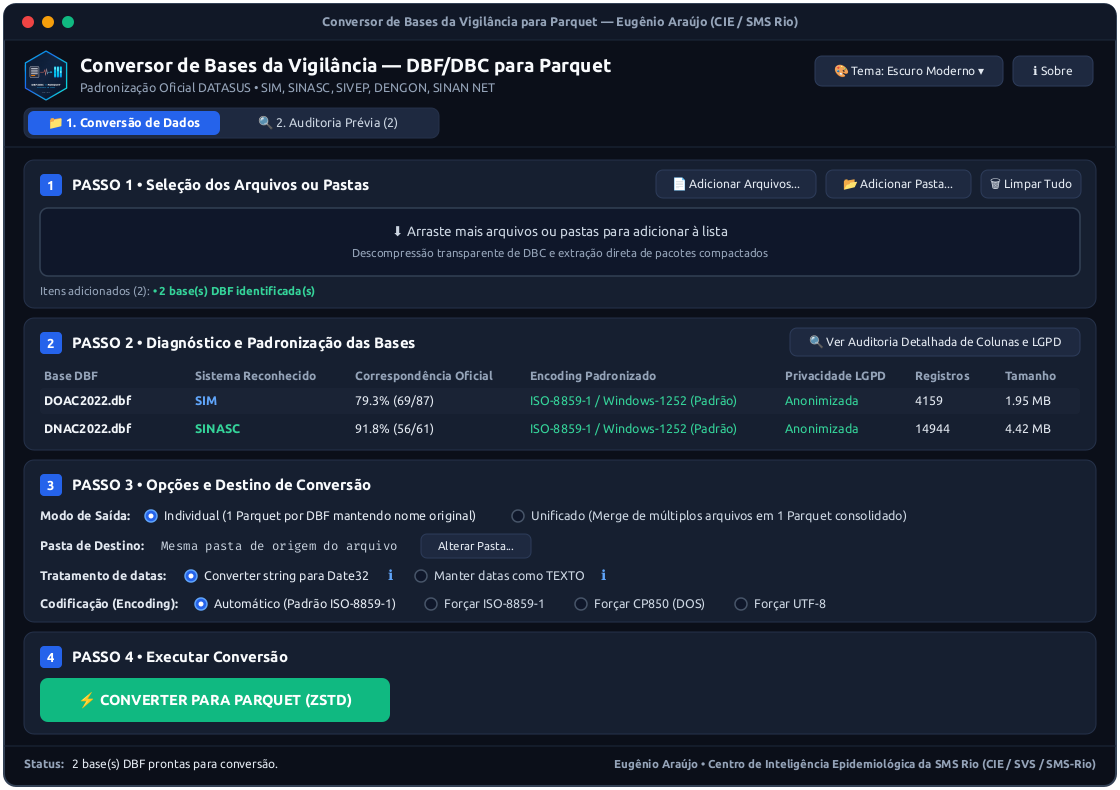 Conversor de Bases da Vigilância para Parquet — Eugênio Araújo (CIE / SMS Rio)
Conversor de Bases da Vigilância — DBF/DBC para Parquet
Padronização Oficial DATASUS • SIM, SINASC, SIVEP, DENGON, SINAN NET
🎨 Tema: Escuro Moderno ▾
ℹ Sobre
📁 1. Conversão de Dados
🔍 2. Auditoria Prévia (2)
1 PASSO 1 • Seleção dos Arquivos ou Pastas
📄 Adicionar Arquivos...
📂 Adicionar Pasta...
🗑 Limpar Tudo
⬇ Arraste mais arquivos ou pastas para adicionar à lista
Descompressão transparente de DBC e extração direta de pacotes compactados
Itens adicionados (2): • 2 base(s) DBF identificada(s)
2 PASSO 2 • Diagnóstico e Padronização das Bases
🔍 Ver Auditoria Detalhada de Colunas e LGPD
Base DBF Sistema Reconhecido Correspondência Oficial Encoding Padronizado Privacidade LGPD Registros Tamanho
DOAC2022.dbf SIM 79.3% (69/87) ISO-8859-1 / Windows-1252 (Padrão) Anonimizada 4159 1.95 MB
DNAC2022.dbf SINASC 91.8% (56/61) ISO-8859-1 / Windows-1252 (Padrão) Anonimizada 14944 4.42 MB
3 PASSO 3 • Opções e Destino de Conversão
Modo de Saída: Individual (1 Parquet por DBF mantendo nome original) Unificado (Merge de múltiplos arquivos em 1 Parquet consolidado)
Pasta de Destino: Mesma pasta de origem do arquivo Alterar Pasta...
Tratamento de datas: Converter string para Date32 ℹ Manter datas como TEXTO ℹ
Codificação (Encoding): Automático (Padrão ISO-8859-1) Forçar ISO-8859-1 Forçar CP850 (DOS) Forçar UTF-8
4 PASSO 4 • Executar Conversão
⚡ CONVERTER PARA PARQUET (ZSTD)
Status: 2 base(s) DBF prontas para conversão.
Eugênio Araújo • Centro de Inteligência Epidemiológica da SMS Rio (CIE / SVS / SMS-Rio)